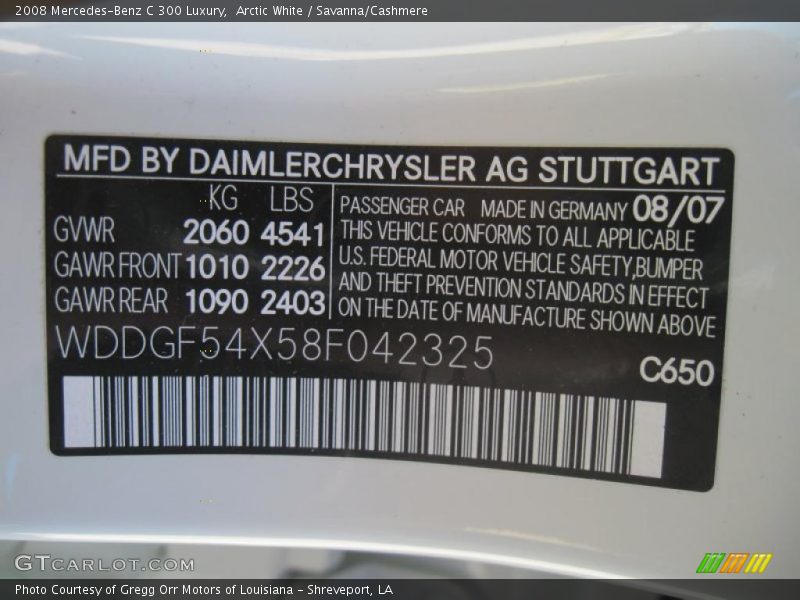 2008 Mercedes-Benz C 300 Luxury, Arctic White / Savanna/Cashmere
MFD BY DAIMLERCHRYSLER AG STUTTGART
KG LBS
GVWR 2060 4541
GAWR FRONT 1010 2226
GAWR REAR 1090 2403
PASSENGER CAR MADE IN GERMANY 08/07
THIS VEHICLE CONFORMS TO ALL APPLICABLE
U.S. FEDERAL MOTOR VEHICLE SAFETY,BUMPER
AND THEFT PREVENTION STANDARDS IN EFFECT
ON THE DATE OF MANUFACTURE SHOWN ABOVE
WDDGF54X58F042325
C650
GTCARLOT.COM
Photo Courtesy of Gregg Orr Motors of Louisiana - Shreveport, LA